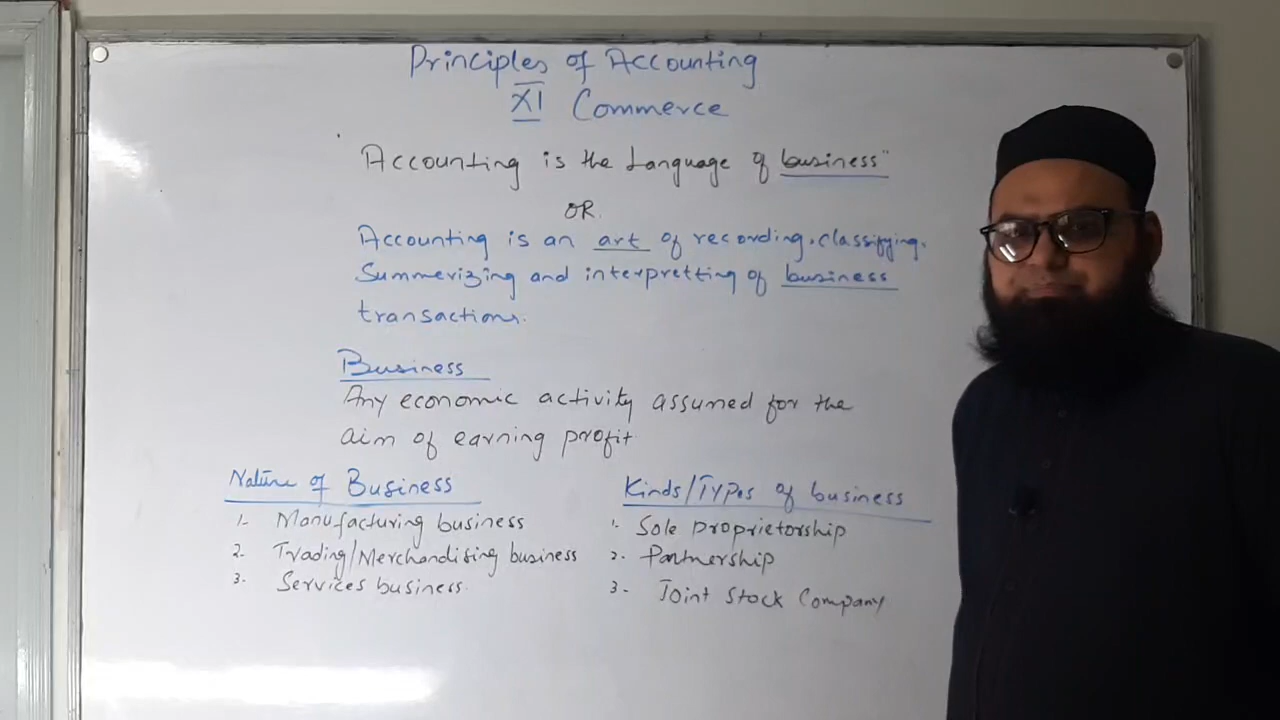 Principles of Accounting
XI Commerce
Accounting is the Language of business"
OR.
Accounting is an art of recording, classifying,
Summerizing and interpretting of business
transactions.
Business
Any economic activity assumed for the
aim of earning profit
Nature of Business
1- Manufacturing business
2. Trading/Merchandising business
3. Services business.
Kinds/Types of business
1. Sole proprietorship
2. Partnership
3. Joint Stock Company